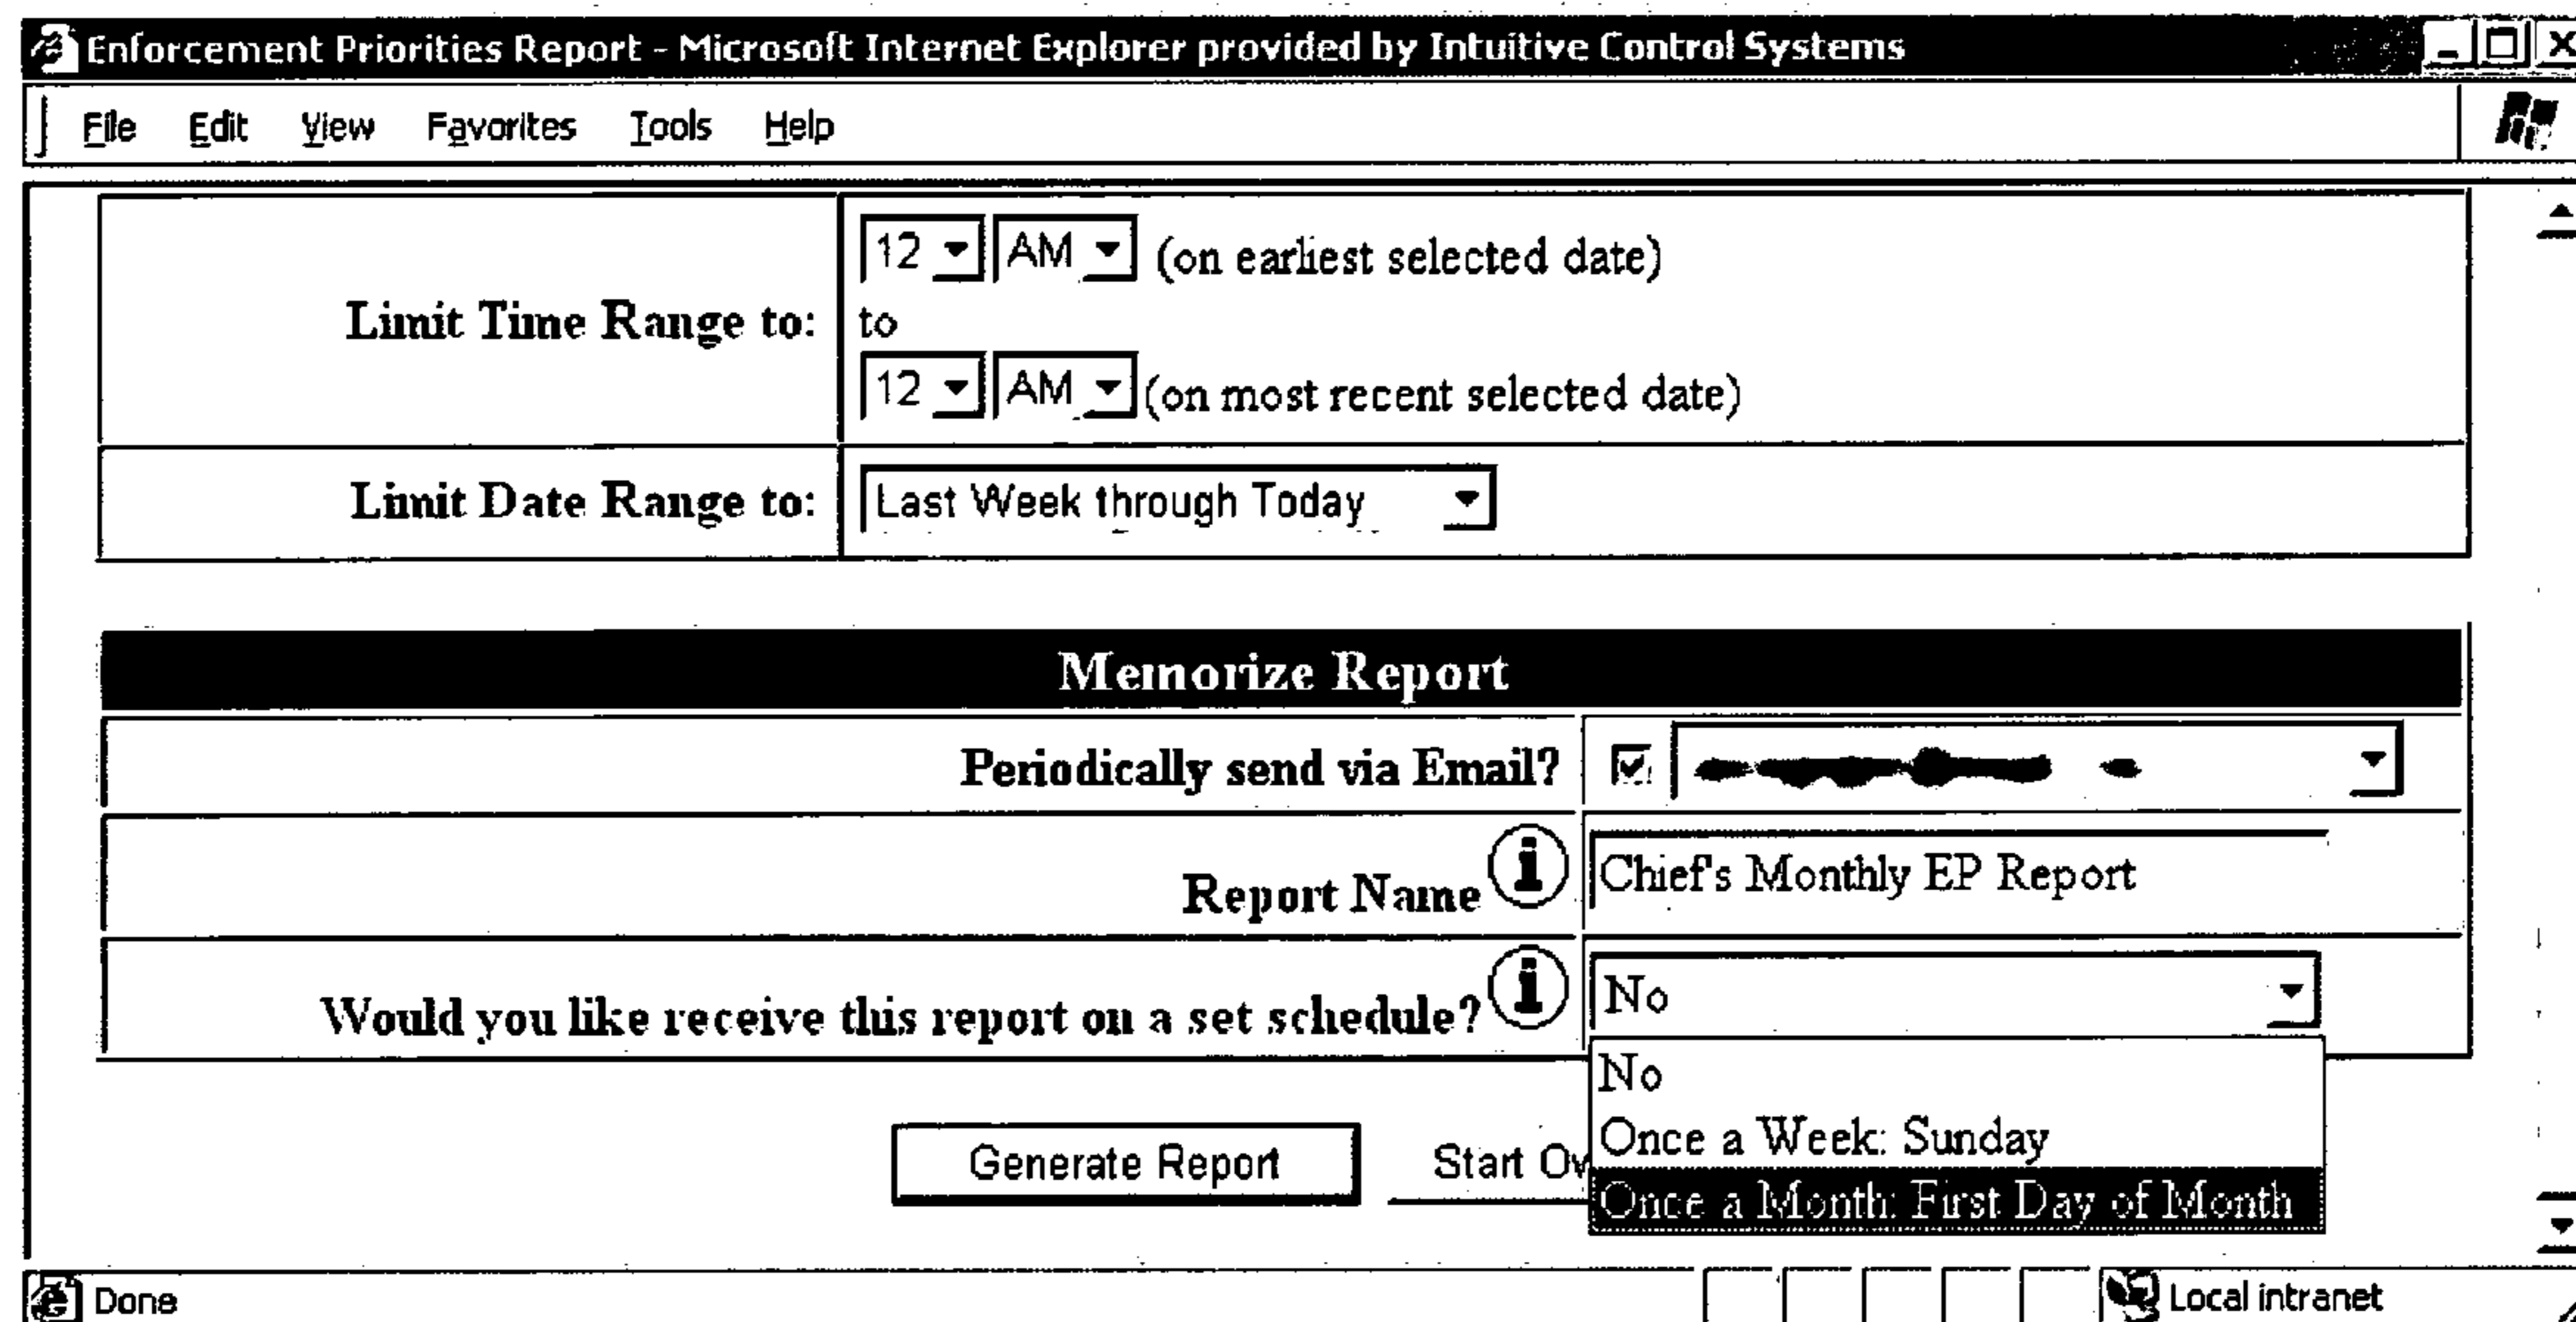 Enforcement Priorities Report - Microsoft Internet Explorer provided by Intuitive Control Systems
File Edit View Favorites Tools Help
12 AM (on earliest selected date)
Limit Time Range to: to
12 AM (on most recent selected date)
Limit Date Range to: Last Week through Today
Memorize Report
Periodically send via Email?
Report Name Chief's Monthly EP Report
Would you like receive this report on a set schedule? No
No
Once a Week: Sunday
Generate Report Start Ov
Once a Month: First Day of Month
Done Local intranet